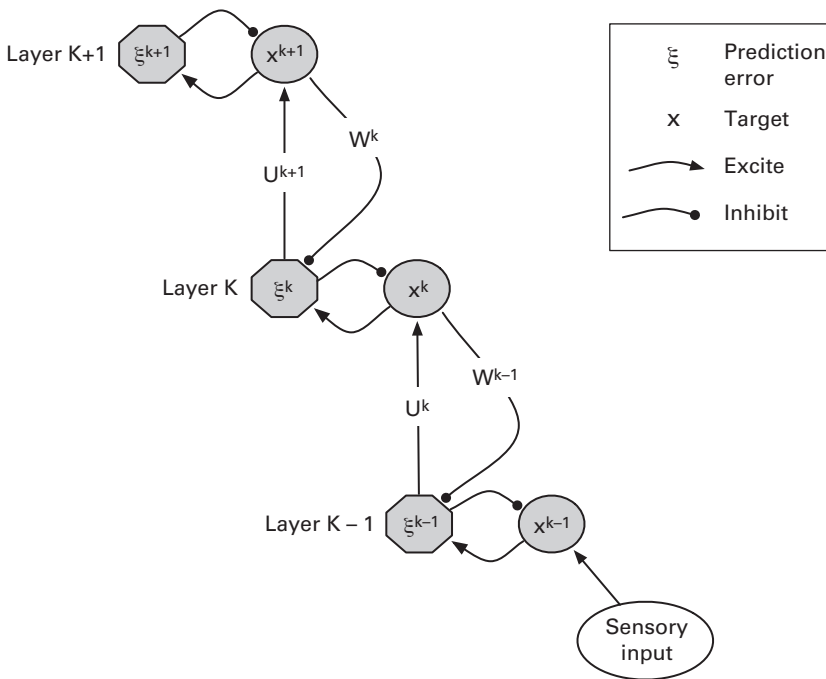 Layer K+1
ξᵏ⁺¹
xᵏ⁺¹
Wᵏ
Uᵏ⁺¹
Layer K
ξᵏ
xᵏ
Wᵏ⁻¹
Uᵏ
Layer K – 1
ξᵏ⁻¹
xᵏ⁻¹
Sensory
input
ξ Prediction
error
x Target
Excite
Inhibit